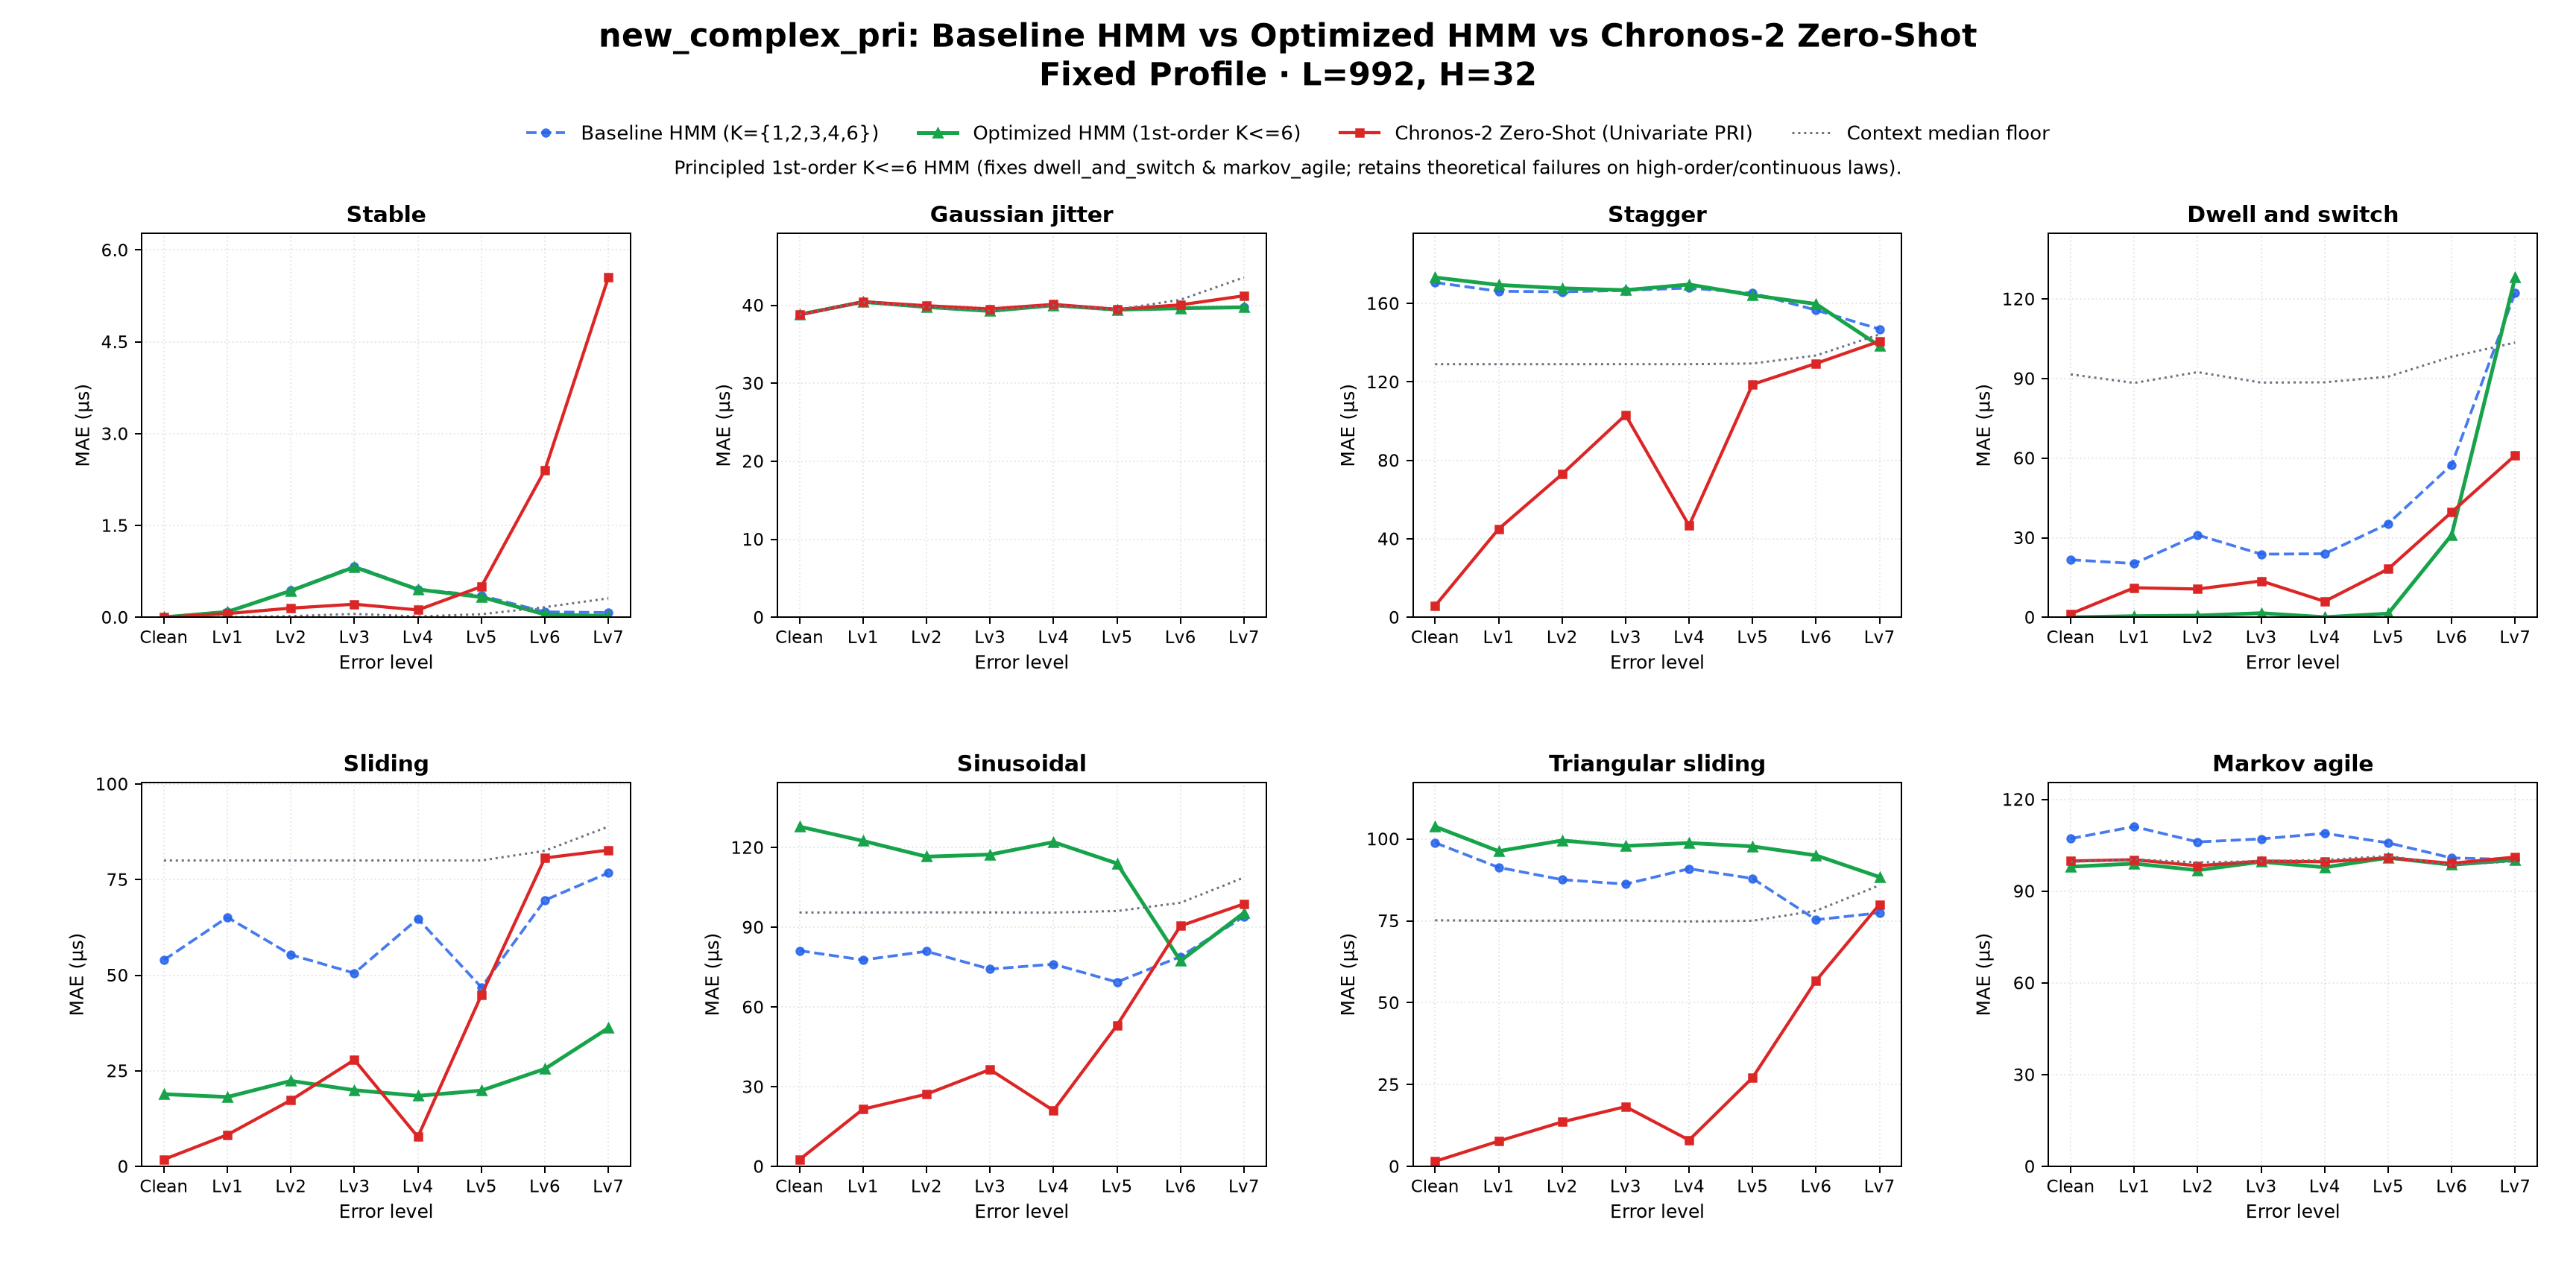 new_complex_pri: Baseline HMM vs Optimized HMM vs Chronos-2 Zero-Shot
Fixed Profile · L=992, H=32
Baseline HMM (K={1,2,3,4,6}) Optimized HMM (1st-order K<=6) Chronos-2 Zero-Shot (Univariate PRI) Context median floor
Principled 1st-order K<=6 HMM (fixes dwell_and_switch & markov_agile; retains theoretical failures on high-order/continuous laws).
Stable
MAE (µs)
6.0
4.5
3.0
1.5
0.0
Clean Lv1 Lv2 Lv3 Lv4 Lv5 Lv6 Lv7
Error level
Gaussian jitter
MAE (µs)
40
30
20
10
0
Clean Lv1 Lv2 Lv3 Lv4 Lv5 Lv6 Lv7
Error level
Stagger
MAE (µs)
160
120
80
40
0
Clean Lv1 Lv2 Lv3 Lv4 Lv5 Lv6 Lv7
Error level
Dwell and switch
MAE (µs)
120
90
60
30
0
Clean Lv1 Lv2 Lv3 Lv4 Lv5 Lv6 Lv7
Error level
Sliding
MAE (µs)
100
75
50
25
0
Clean Lv1 Lv2 Lv3 Lv4 Lv5 Lv6 Lv7
Error level
Sinusoidal
MAE (µs)
120
90
60
30
0
Clean Lv1 Lv2 Lv3 Lv4 Lv5 Lv6 Lv7
Error level
Triangular sliding
MAE (µs)
100
75
50
25
0
Clean Lv1 Lv2 Lv3 Lv4 Lv5 Lv6 Lv7
Error level
Markov agile
MAE (µs)
120
90
60
30
0
Clean Lv1 Lv2 Lv3 Lv4 Lv5 Lv6 Lv7
Error level